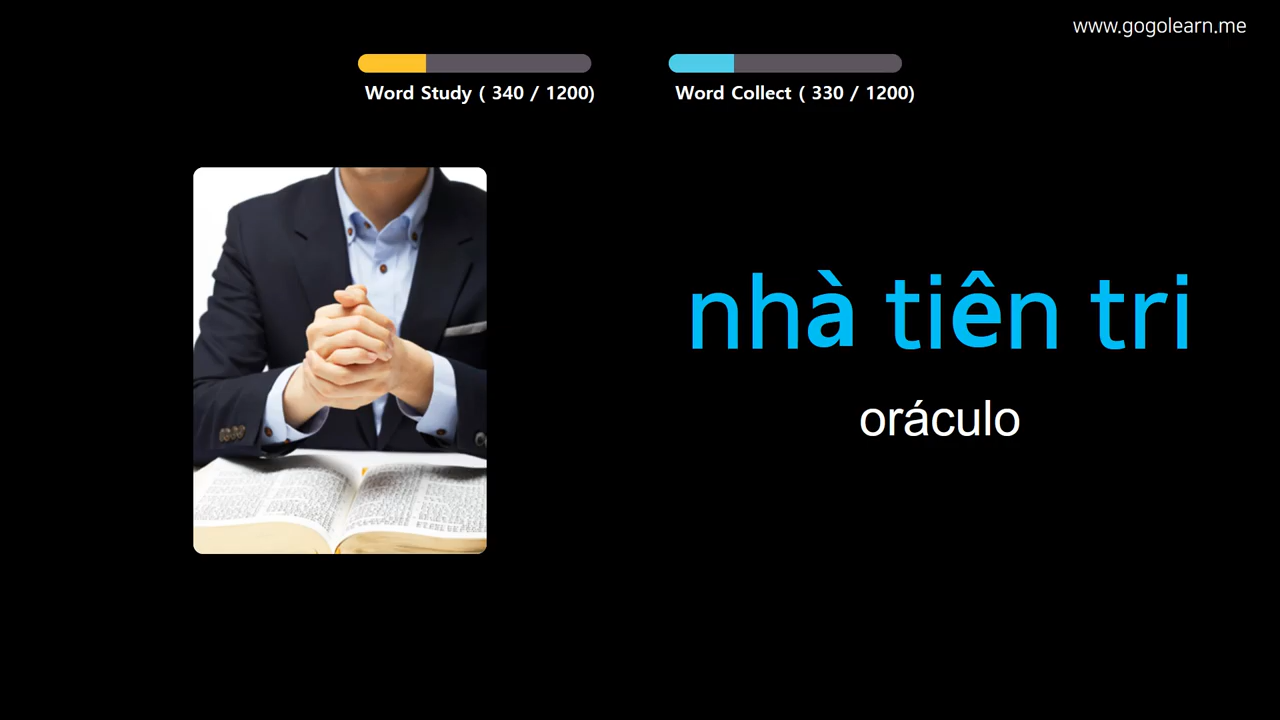 www.gogolearn.me
Word Study ( 340 / 1200)
Word Collect ( 330 / 1200)
nhà tiên tri
oráculo